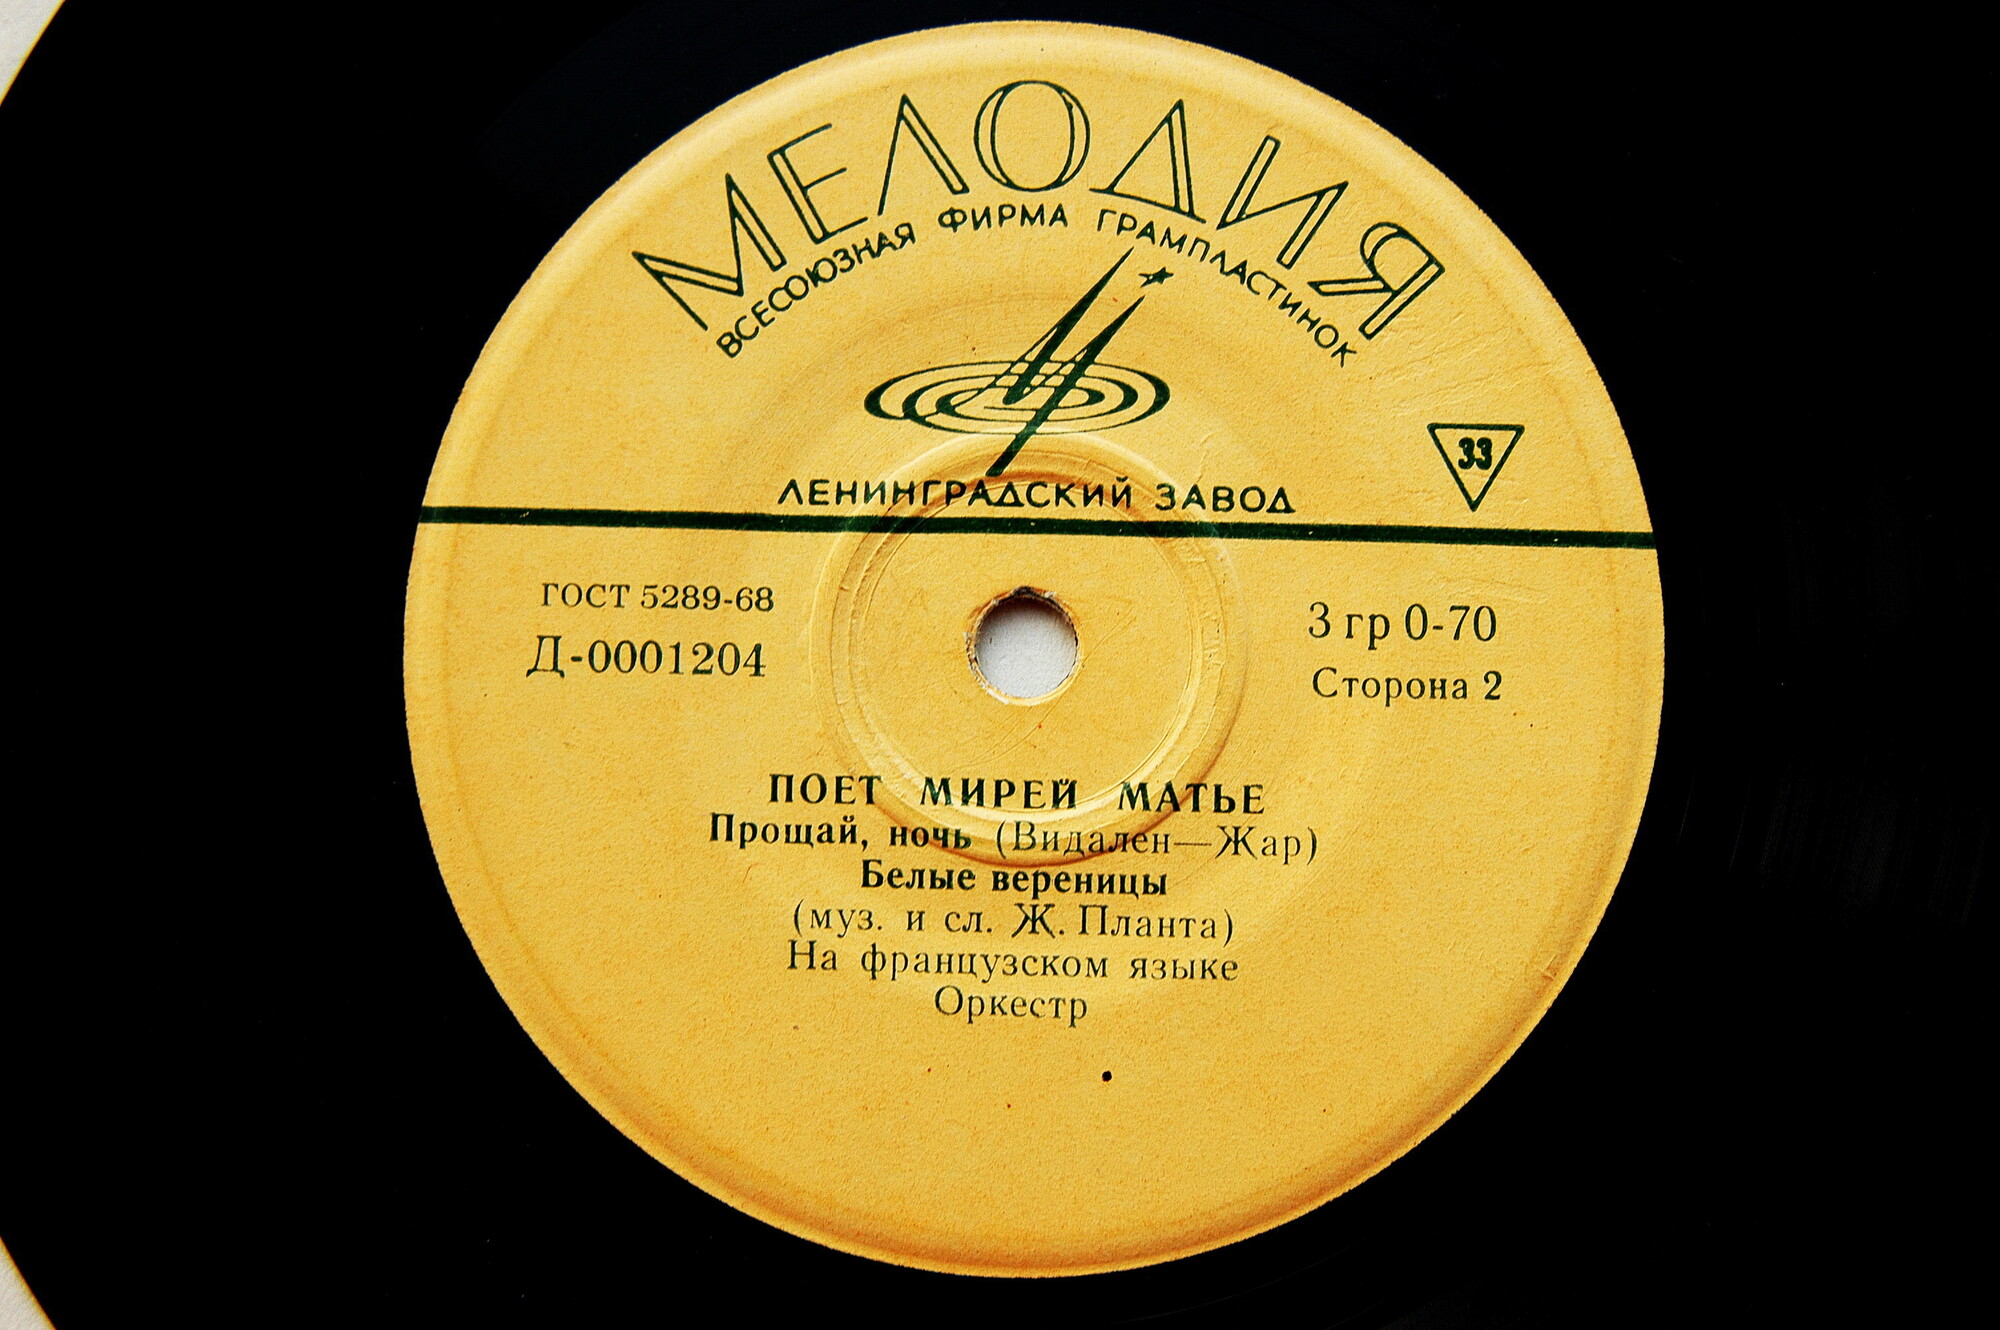 МЕЛОДИЯ
ВСЕСОЮЗНАЯ ФИРМА ГРАМПЛАСТИНОК
33
ЛЕНИНГРАДСКИЙ ЗАВОД
ГОСТ 5289-68
Д-0001204
3 гр 0-70
Сторона 2
ПОЕТ МИРЕЙ МАТЬЕ
Прощай, ночь (Видален—Жар)
Белые вереницы
(муз. и сл. Ж. Планта)
На французском языке
Оркестр